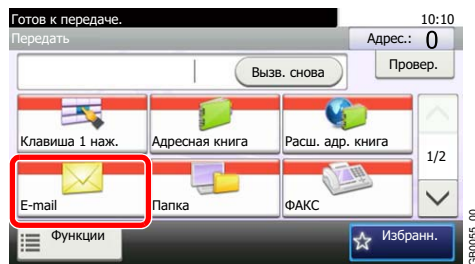 Готов к передаче. 10:10
Передать Адрес.: 0
Вызв. снова Провер.
Клавиша 1 наж. Адресная книга Расш. адр. книга
1/2
E-mail Папка ФАКС
Функции Избранн.
GB0055_00